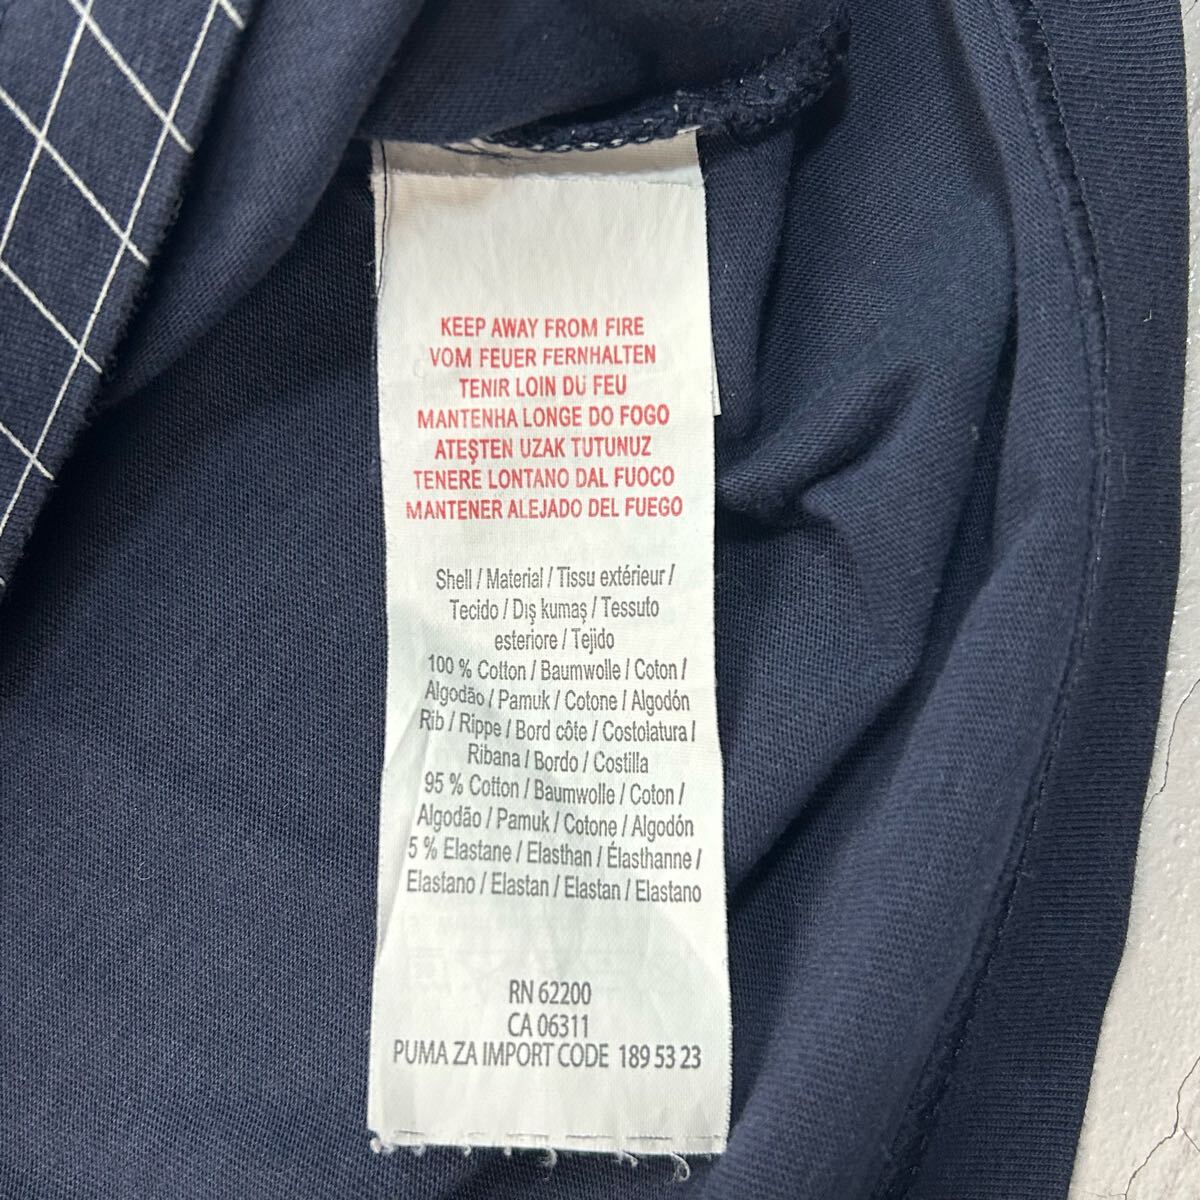 KEEP AWAY FROM FIRE
VOM FEUER FERNHALTEN
TENIR LOIN DU FEU
MANTENHA LONGE DO FOGO
ATEŞTEN UZAK TUTUNUZ
TENERE LONTANO DAL FUOCO
MANTENER ALEJADO DEL FUEGO
Shell / Material / Tissu extérieur /
Tecido / Dış kumaş / Tessuto
esteriore / Tejido
100 % Cotton / Baumwolle / Coton /
Algodão / Pamuk / Cotone / Algodón
Rib / Rippe / Bord côte / Costolatura /
Ribana / Bordo / Costilla
95 % Cotton / Baumwolle / Coton /
Algodão / Pamuk / Cotone / Algodón
5 % Elastane / Elasthan / Élasthanne /
Elastano / Elastan / Elastan / Elastano
RN 62200
CA 06311
PUMA ZA IMPORT CODE 189 53 23